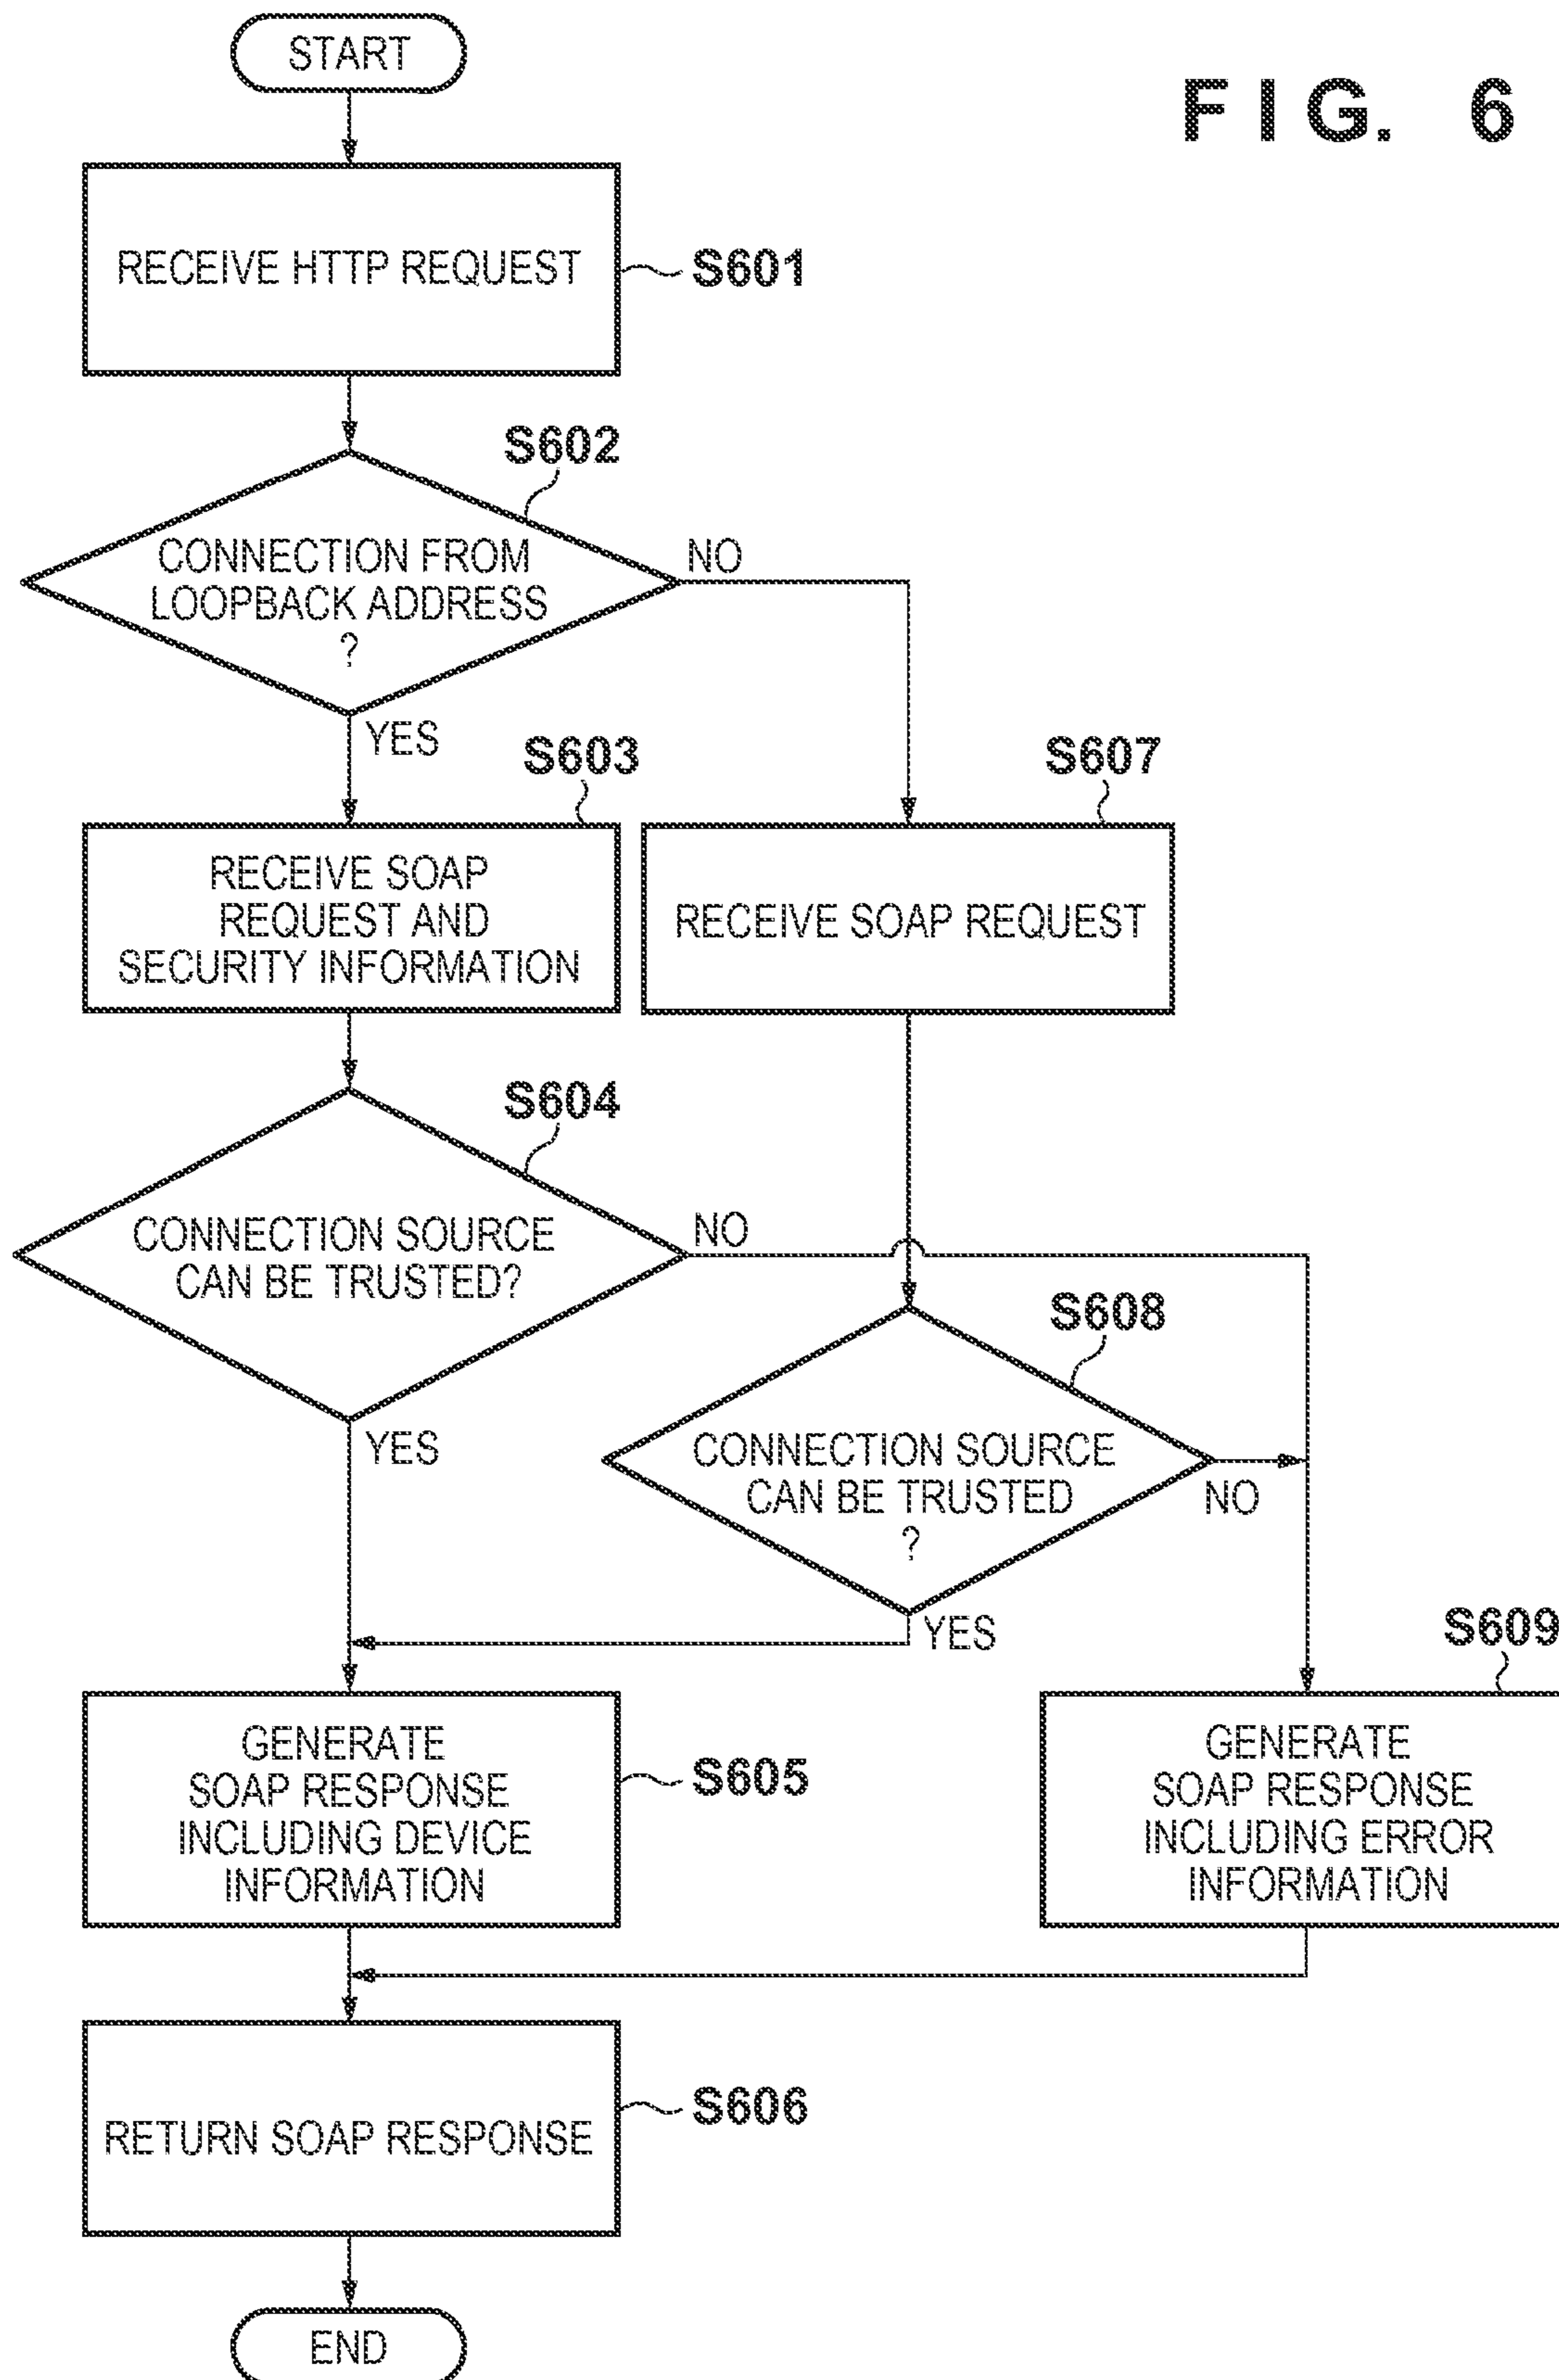 START
FIG. 6
RECEIVE HTTP REQUEST
S601
S602
CONNECTION FROM
LOOPBACK ADDRESS
?
NO
YES
S603
S607
RECEIVE SOAP
REQUEST AND
SECURITY INFORMATION
RECEIVE SOAP REQUEST
S604
CONNECTION SOURCE
CAN BE TRUSTED?
NO
YES
S608
CONNECTION SOURCE
CAN BE TRUSTED
?
NO
YES
S609
GENERATE
SOAP RESPONSE
INCLUDING DEVICE
INFORMATION
S605
GENERATE
SOAP RESPONSE
INCLUDING ERROR
INFORMATION
RETURN SOAP RESPONSE
S606
END